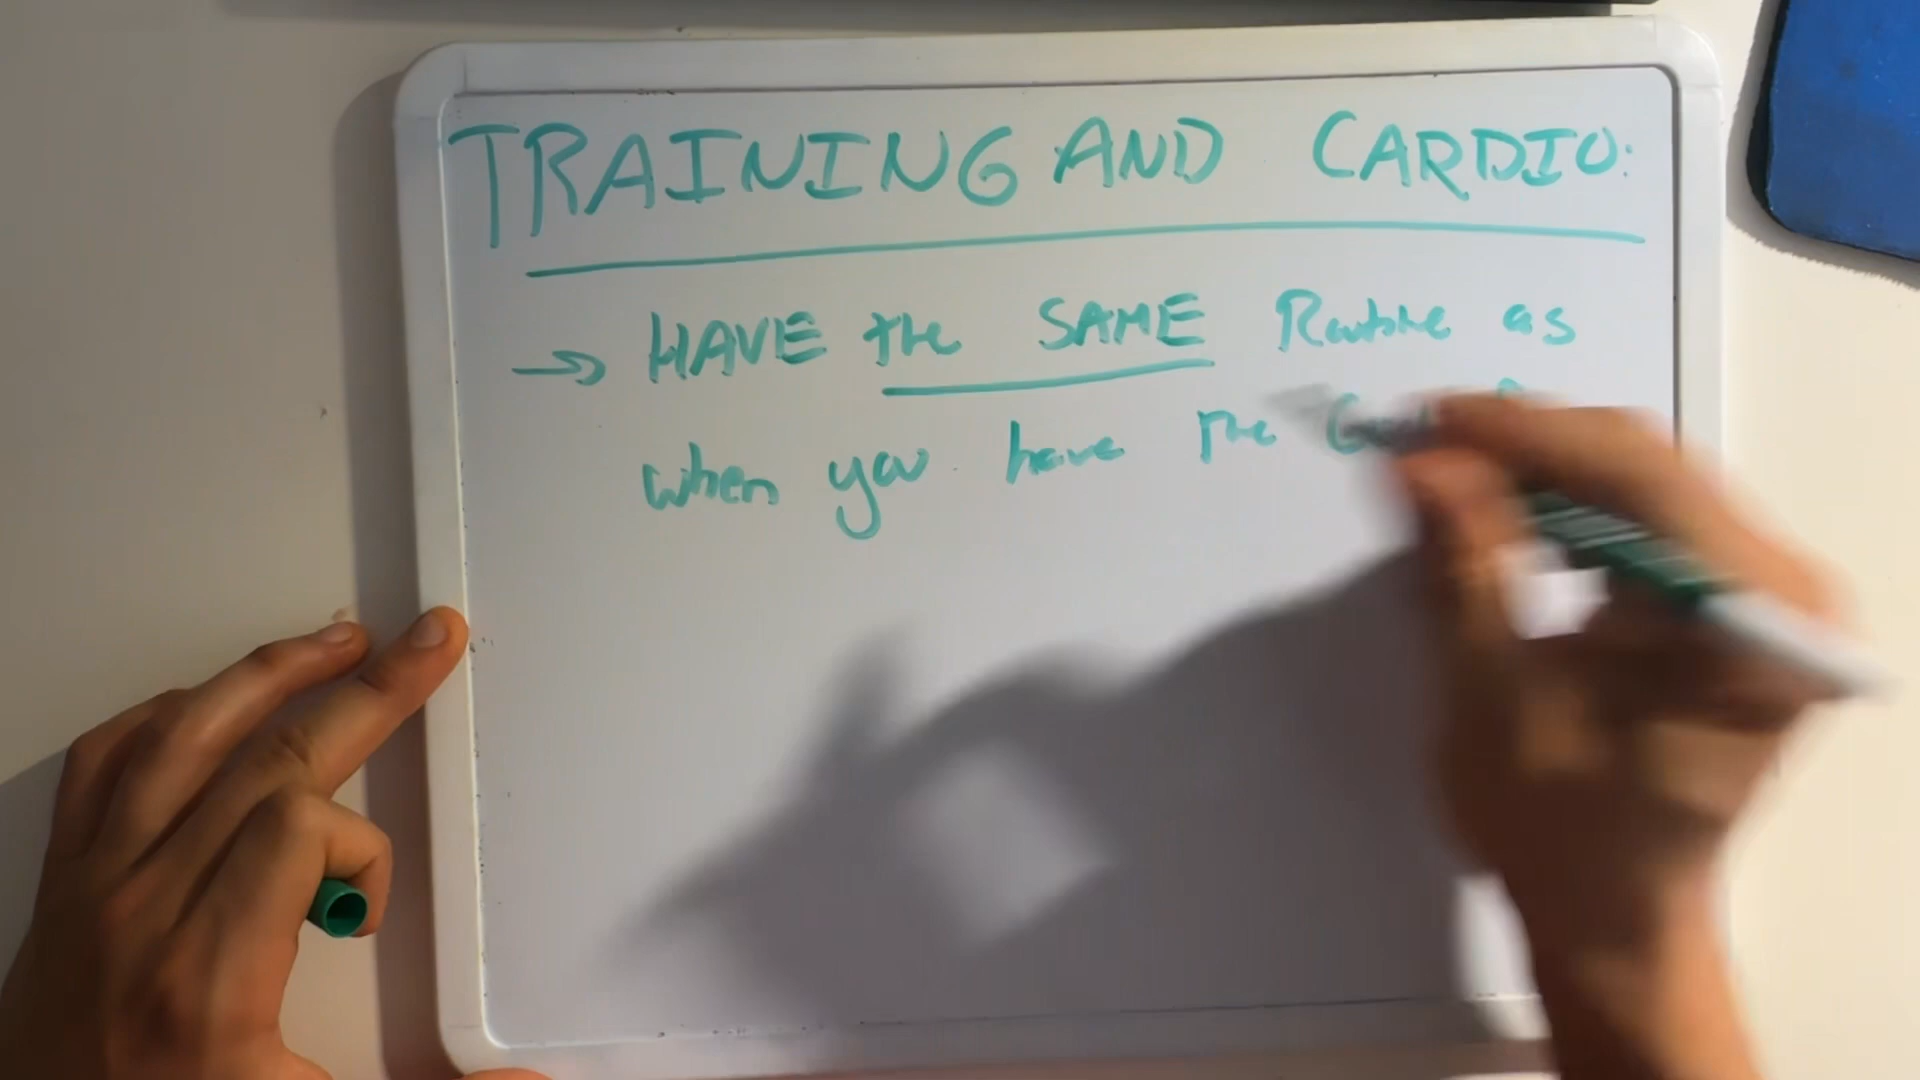 TRAINING AND CARDIO:
→ HAVE the SAME Routine as
when you have the